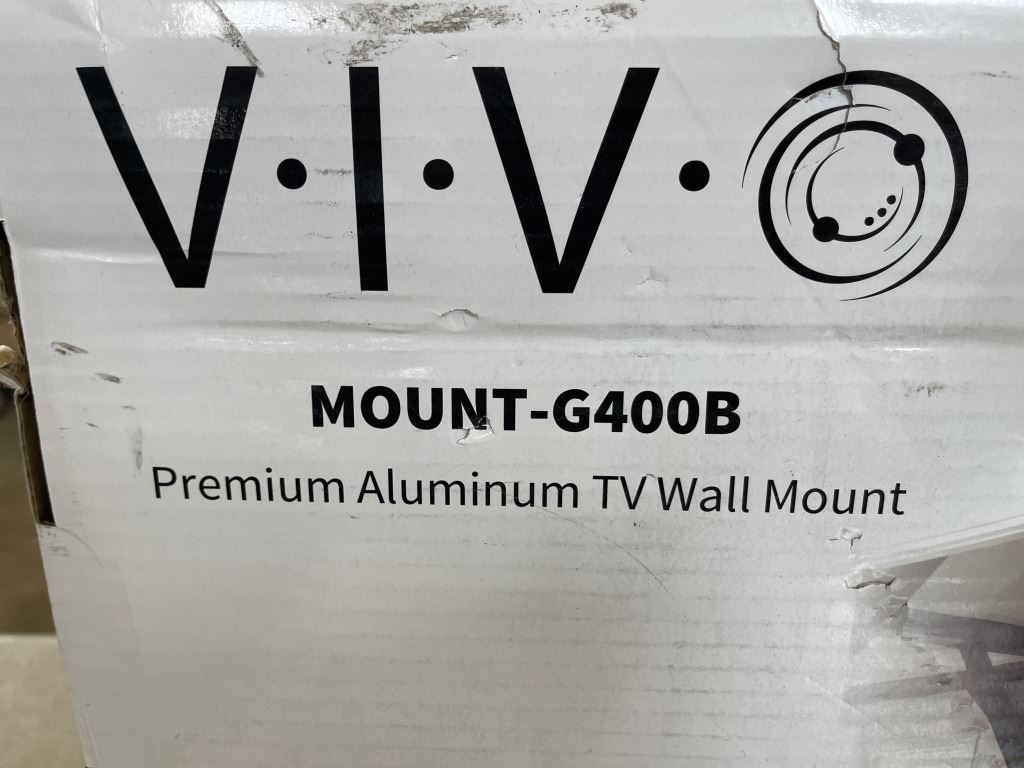 V·I·V·O
MOUNT-G400B
Premium Aluminum TV Wall Mount